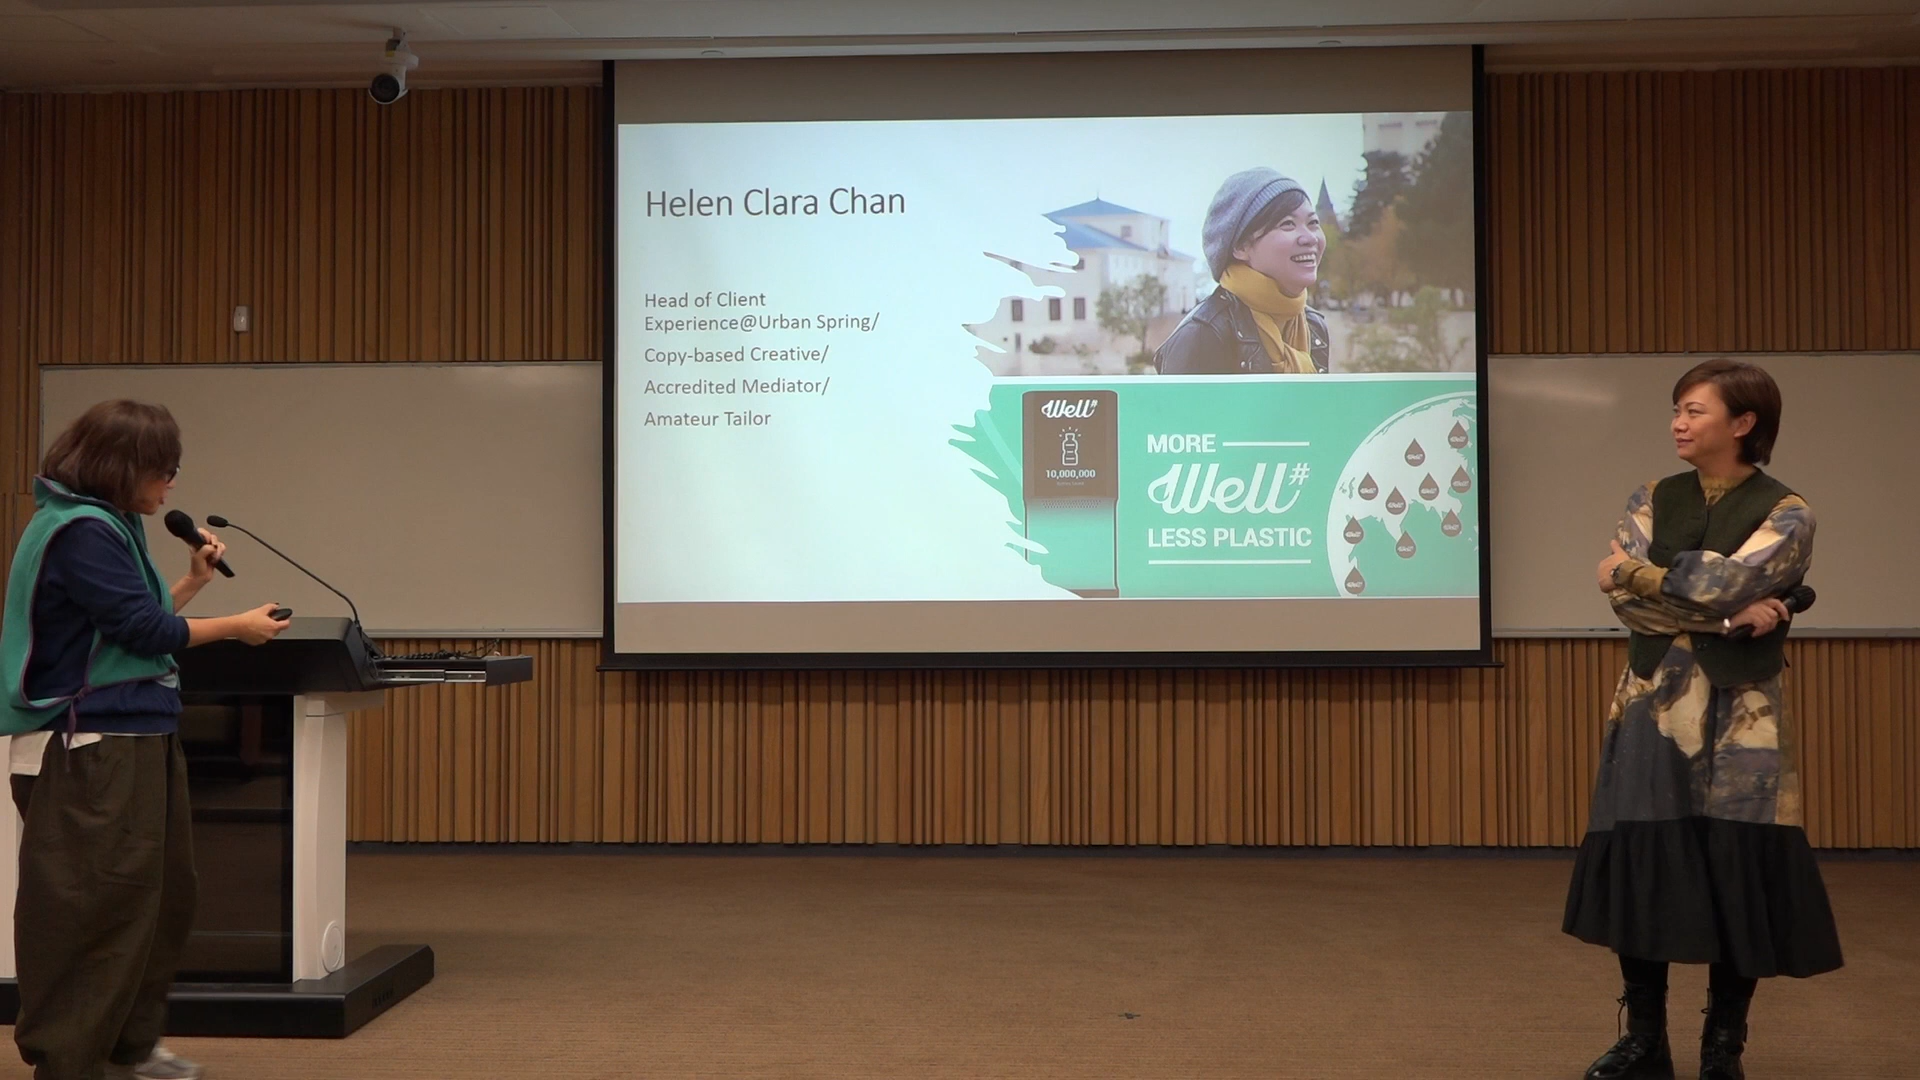 Helen Clara Chan
Head of Client
Experience@Urban Spring/
Copy-based Creative/
Accredited Mediator/
Amateur Tailor
Well#
10,000,000
MORE
Well#
LESS PLASTIC